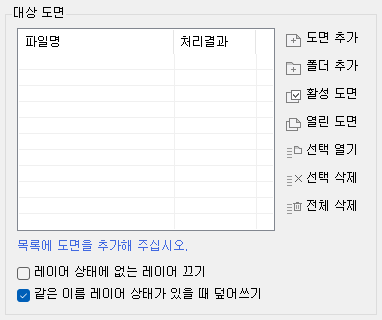 대상 도면
파일명 처리결과
도면 추가
폴더 추가
활성 도면
열린 도면
선택 열기
선택 삭제
전체 삭제
목록에 도면을 추가해 주십시오.
레이어 상태에 없는 레이어 끄기
같은 이름 레이어 상태가 있을 때 덮어쓰기